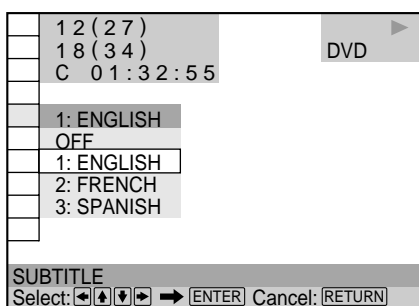 12(27)
18(34)
DVD
C 01:32:55
1: ENGLISH
OFF
1: ENGLISH
2: FRENCH
3: SPANISH
SUBTITLE
Select: ENTER Cancel: RETURN